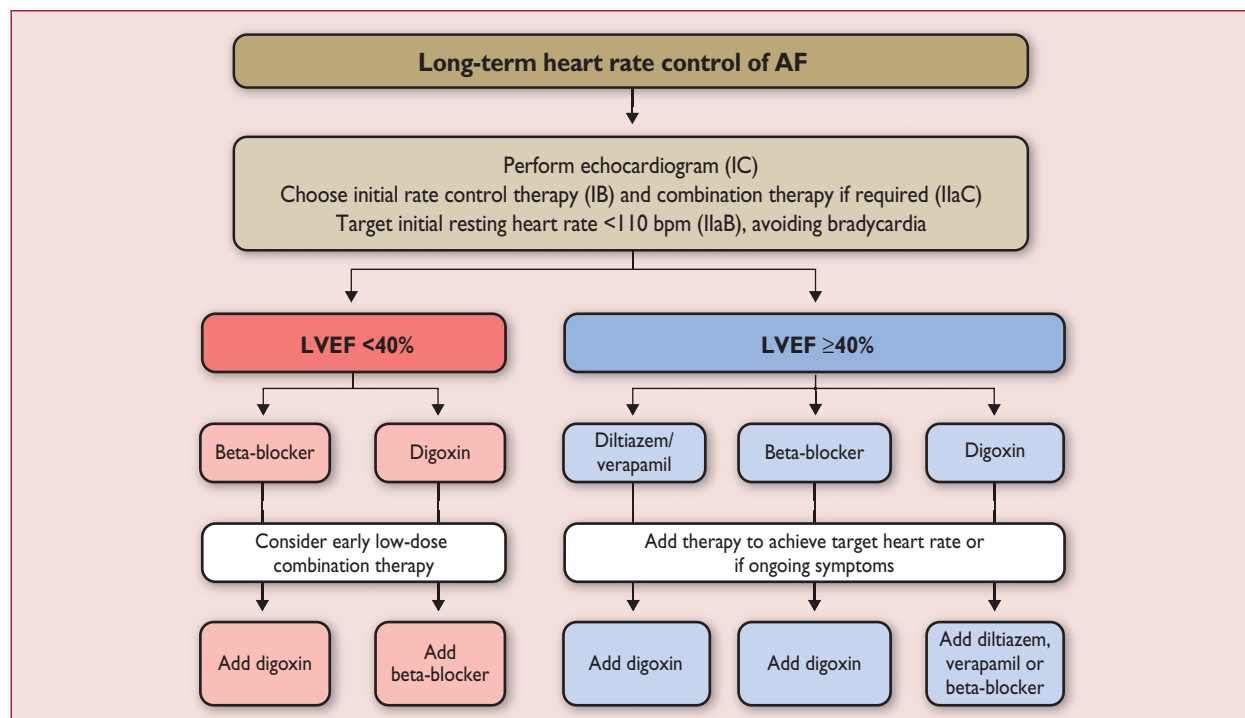 Long-term heart rate control of AF
Perform echocardiogram (IC)
Choose initial rate control therapy (IB) and combination therapy if required (IIaC)
Target initial resting heart rate <110 bpm (IIaB), avoiding bradycardia
LVEF <40%
LVEF ≥40%
Beta-blocker
Digoxin
Diltiazem/
verapamil
Beta-blocker
Digoxin
Consider early low-dose
combination therapy
Add therapy to achieve target heart rate or
if ongoing symptoms
Add digoxin
Add
beta-blocker
Add digoxin
Add digoxin
Add diltiazem,
verapamil or
beta-blocker